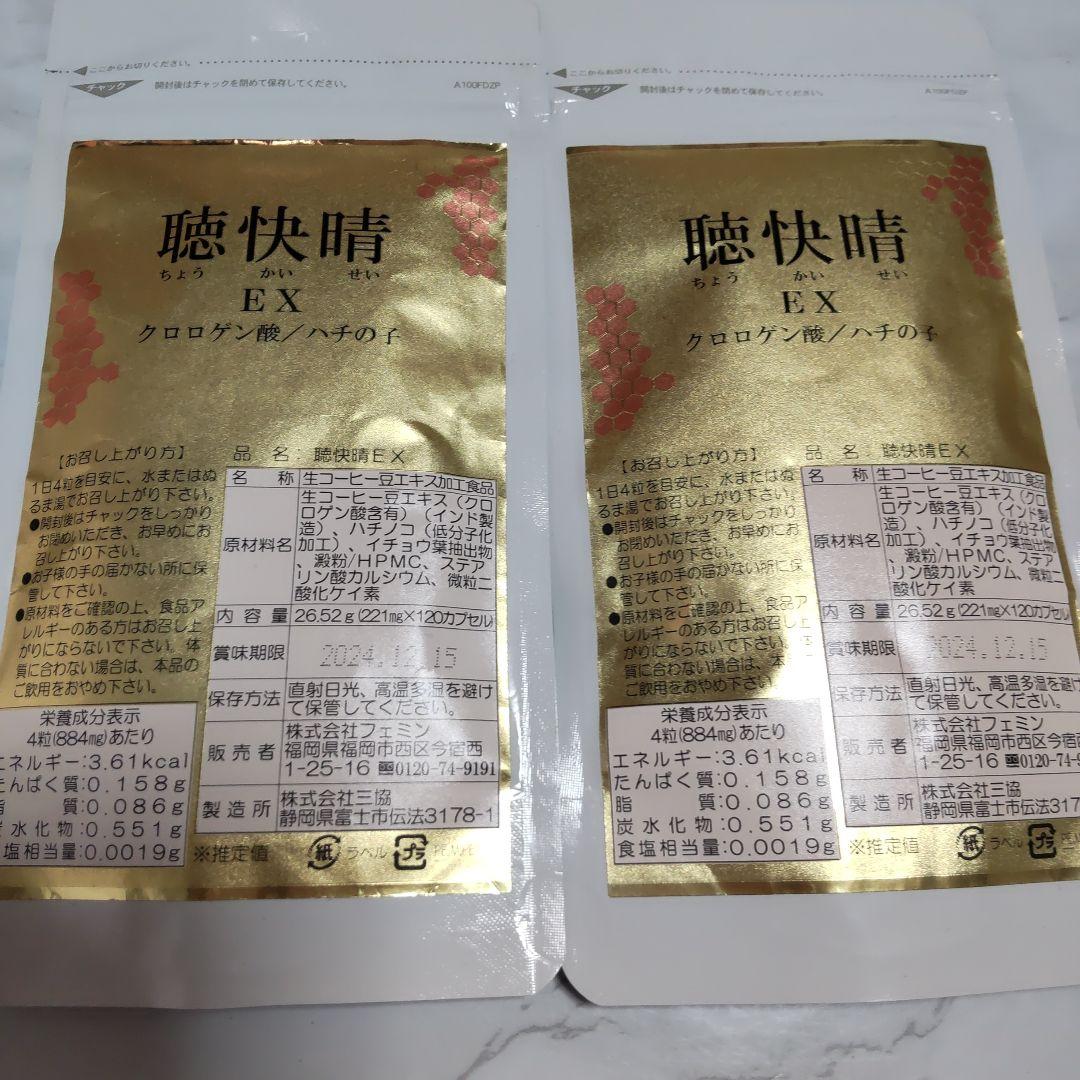 ここからお切りください。
チャック
開封後はチャックを閉めて保存してください。
A100FDZP
聴快晴
ちょう かい せい
EX
クロロゲン酸/ハチの子
【お召し上がり方】
1日4粒を目安に、水またはぬ
るま湯でお召し上がり下さい。
●開封後はチャックをしっかり
お閉めいただき、お早めにお
召し上がり下さい。
●お子様の手の届かない所に保
管して下さい。
●原材料をご確認の上、食品ア
レルギーのある方はお召し上
がりにならないで下さい。体
質に合わない場合は、本品の
ご飲用をおやめ下さい。
品 名:聴快晴EX
名 称 生コーヒー豆エキス加工食品
原材料名
生コーヒー豆エキス(クロ
ロゲン酸含有)(インド製
造)、ハチノコ(低分子化
加工)、イチョウ葉抽出物
、澱粉/HPMC、ステア
リン酸カルシウム、微粒二
酸化ケイ素
内容量 26.52g(221mg×120カプセル)
賞味期限 2024.12.15
保存方法 直射日光、高温多湿を避け
て保管してください。
販売者 株式会社フェミン
福岡県福岡市西区今宿西
1-25-16 0120-74-9191
製造所 株式会社三協
静岡県富士市伝法3178-1
栄養成分表示
4粒(884mg)あたり
エネルギー:3.61kcal
たんぱく質:0.158g
脂 質:0.086g
炭水化物:0.551g
食塩相当量:0.0019g
※推定値
紙 ラベル プラ
ここからお切りください。
チャック
開封後はチャックを閉めて保存してください。
A100FDZP
聴快晴
ちょう かい せい
EX
クロロゲン酸/ハチの子
【お召し上がり方】
1日4粒を目安に、水またはぬ
るま湯でお召し上がり下さい。
●開封後はチャックをしっかり
お閉めいただき、お早めにお
召し上がり下さい。
●お子様の手の届かない所に保
管して下さい。
●原材料をご確認の上、食品ア
レルギーのある方はお召し上
がりにならないで下さい。
質に合わない場合は、本
ご飲用をおやめ下さい。
品 名:聴快晴EX
名 称 生コーヒー豆エキス加工食品
原材料名
生コーヒー豆エキス(クロ
ロゲン酸含有)(インド製
造)、ハチノコ(低分子化
加工)、イチョウ葉抽出物
、澱粉/HPMC、ステア
リン酸カルシウム、微粒二
酸化ケイ素
内容量 26.52g(221mg×120カプセル)
賞味期限 2024.12.15
保存方法 直射日光、高温多湿を避け
て保管してください。
販売者 株式会社フェミン
福岡県福岡市西区今宿西
1-25-16 0120-74-9
製造所 株式会社三協
静岡県富士市伝法3178-1
栄養成分表示
4粒(884mg)あたり
エネルギー:3.61kcal
たんぱく質:0.158g
脂 質:0.086g
炭水化物:0.551g
食塩相当量:0.0019g
※推定値
紙 ラベル プラ